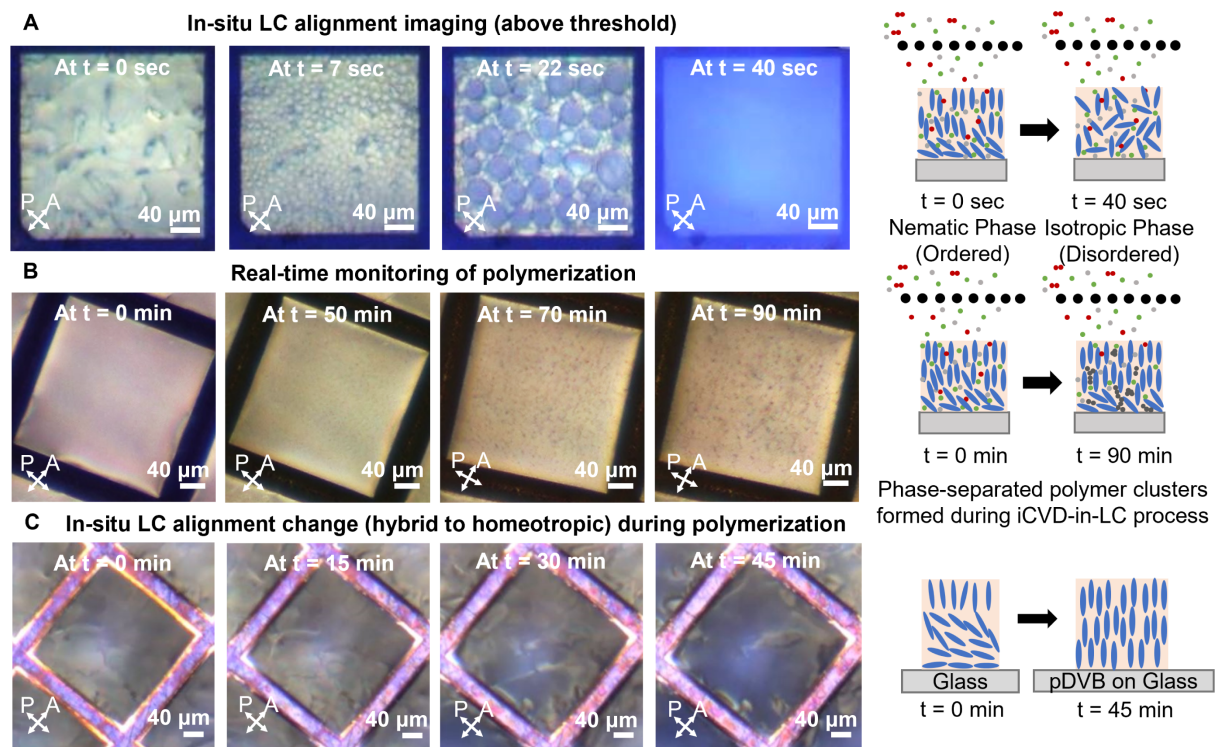 A
In-situ LC alignment imaging (above threshold)
At t = 0 sec
At t = 7 sec
At t = 22 sec
At t = 40 sec
P A
40 µm
P A
40 µm
P A
40 µm
P A
40 µm
t = 0 sec
t = 40 sec
Nematic Phase
(Ordered)
Isotropic Phase
(Disordered)
B
Real-time monitoring of polymerization
At t = 0 min
At t = 50 min
At t = 70 min
At t = 90 min
P A
40 µm
P A
40 µm
P A
40 µm
P A
40 µm
t = 0 min
t = 90 min
Phase-separated polymer clusters
formed during iCVD-in-LC process
C
In-situ LC alignment change (hybrid to homeotropic) during polymerization
At t = 0 min
At t = 15 min
At t = 30 min
At t = 45 min
P A
40 µm
P A
40 µm
P A
40 µm
P A
40 µm
Glass
pDVB on Glass
t = 0 min
t = 45 min